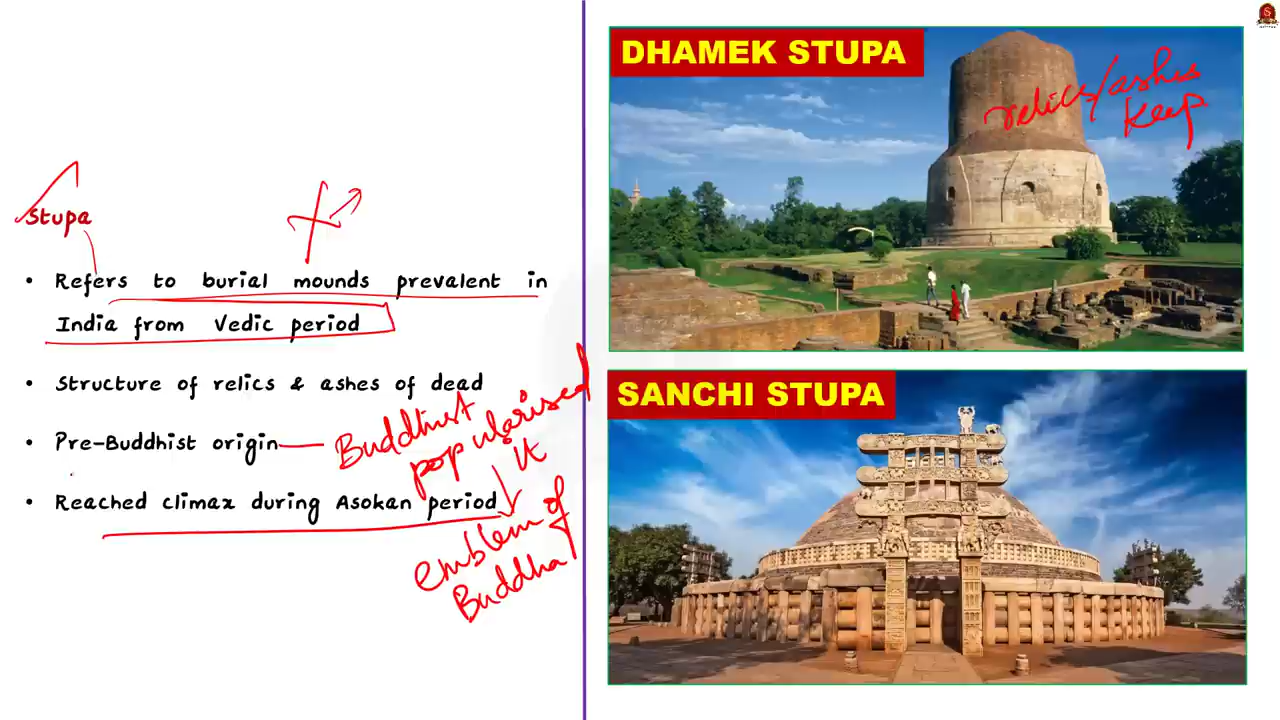 Stupa
• Refers to burial mounds prevalent in
India from Vedic period
• Structure of relics & ashes of dead
• Pre-Buddhist origin
Buddhist
popularised
it
• Reached climax during Asokan period
emblem of
Buddha
DHAMEK STUPA
relics/ashes
keep
SANCHI STUPA